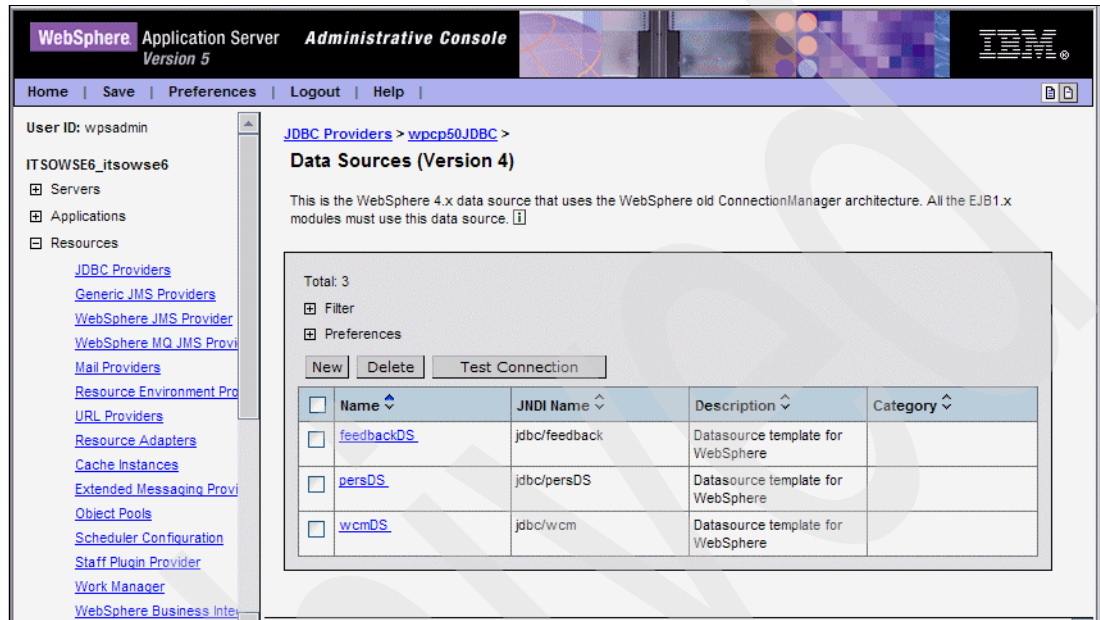 WebSphere. Application Server Administrative Console
Version 5
IBM®
Home | Save | Preferences | Logout | Help |
User ID: wpsadmin
ITSOWSE6_itsowse6
Servers
Applications
Resources
JDBC Providers
Generic JMS Providers
WebSphere JMS Provider
WebSphere MQ JMS Provi
Mail Providers
Resource Environment Pro
URL Providers
Resource Adapters
Cache Instances
Extended Messaging Provi
Object Pools
Scheduler Configuration
Staff Plugin Provider
Work Manager
WebSphere Business Inte
JDBC Providers > wpcp50JDBC >
Data Sources (Version 4)
This is the WebSphere 4.x data source that uses the WebSphere old ConnectionManager architecture. All the EJB1.x
modules must use this data source. i
Total: 3
Filter
Preferences
New Delete Test Connection
Name JNDI Name Description Category
feedbackDS jdbc/feedback Datasource template for
WebSphere
persDS jdbc/persDS Datasource template for
WebSphere
wcmDS jdbc/wcm Datasource template for
WebSphere